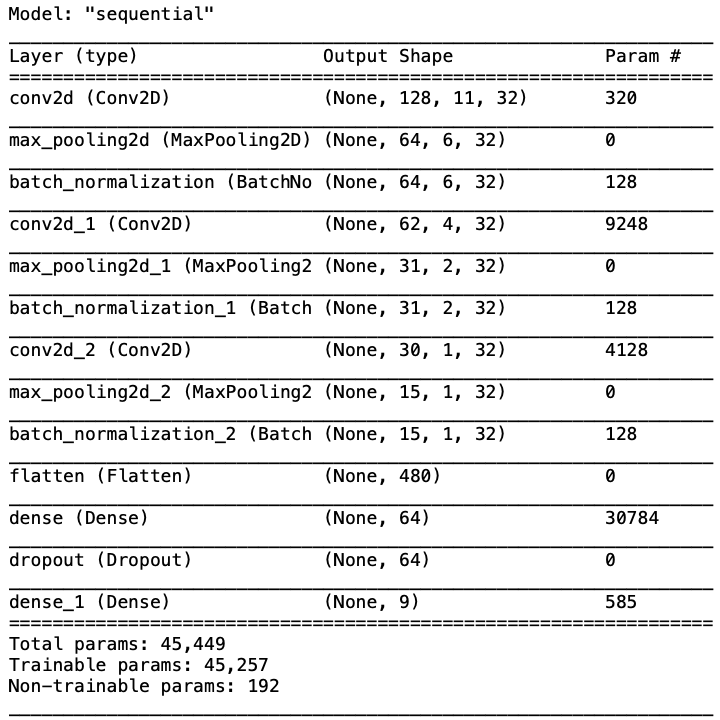 Model: "sequential"
Layer (type) Output Shape Param #
conv2d (Conv2D) (None, 128, 11, 32) 320
max_pooling2d (MaxPooling2D) (None, 64, 6, 32) 0
batch_normalization (BatchNo (None, 64, 6, 32) 128
conv2d_1 (Conv2D) (None, 62, 4, 32) 9248
max_pooling2d_1 (MaxPooling2 (None, 31, 2, 32) 0
batch_normalization_1 (Batch (None, 31, 2, 32) 128
conv2d_2 (Conv2D) (None, 30, 1, 32) 4128
max_pooling2d_2 (MaxPooling2 (None, 15, 1, 32) 0
batch_normalization_2 (Batch (None, 15, 1, 32) 128
flatten (Flatten) (None, 480) 0
dense (Dense) (None, 64) 30784
dropout (Dropout) (None, 64) 0
dense_1 (Dense) (None, 9) 585
Total params: 45,449
Trainable params: 45,257
Non-trainable params: 192